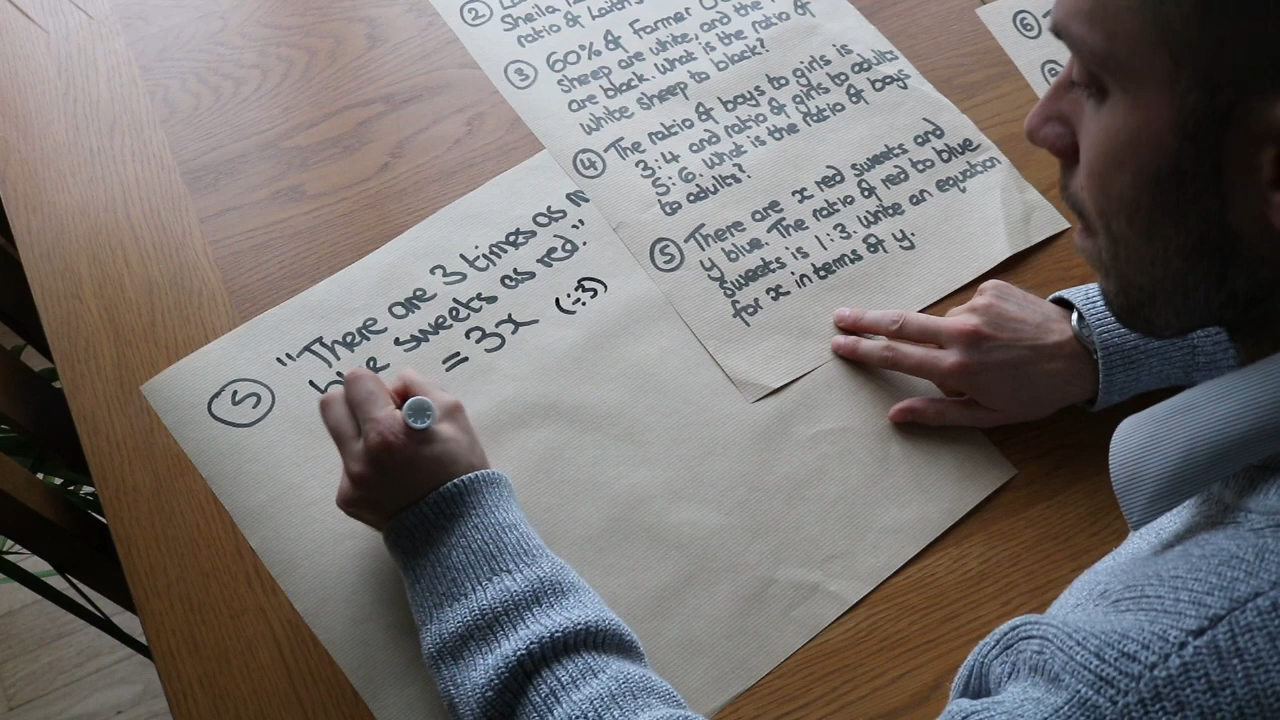 ②
Sheila
ratio of Laith's
③ 60% of Farmer
sheep are white, and the
are black. What is the ratio of
white sheep to black?
④ The ratio of boys to girls is
3:4 and ratio of girls to adults
5:6. What is the ratio of boys
to adults?
⑤ There are x red sweets and
y blue. The ratio of red to blue
sweets is 1:3. Write an equation
for x in terms of y.
⑥
⑤ "There are 3 times as
sweets as red."
= 3x (÷3)